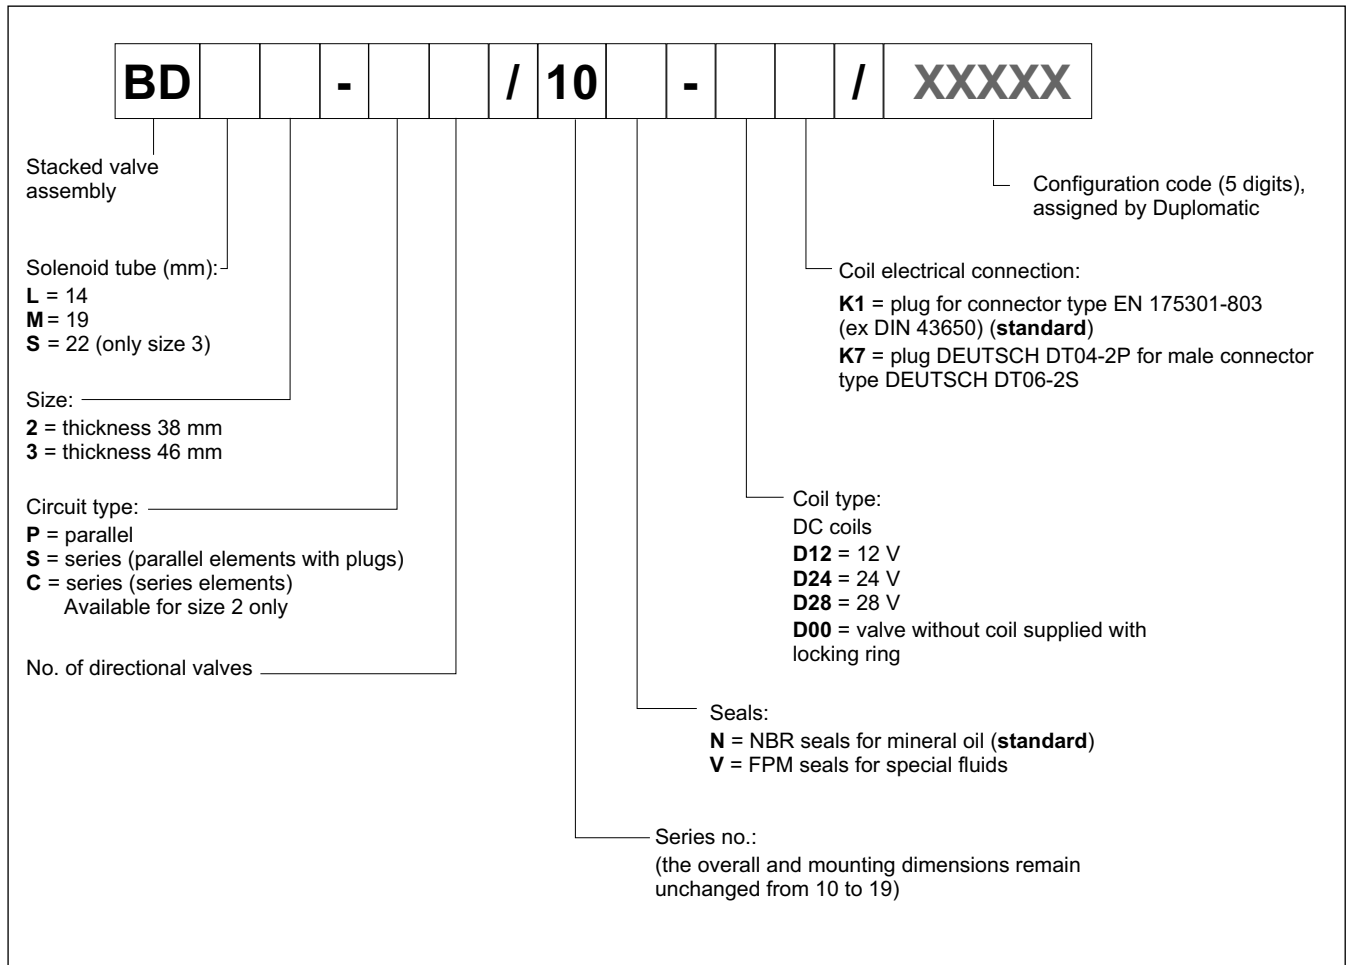 BD - / 10 - / XXXXX
Stacked valve
assembly
Configuration code (5 digits),
assigned by Duplomatic
Solenoid tube (mm):
L = 14
M = 19
S = 22 (only size 3)
Coil electrical connection:
K1 = plug for connector type EN 175301-803
(ex DIN 43650) (standard)
K7 = plug DEUTSCH DT04-2P for male connector
type DEUTSCH DT06-2S
Size:
2 = thickness 38 mm
3 = thickness 46 mm
Circuit type:
P = parallel
S = series (parallel elements with plugs)
C = series (series elements)
Available for size 2 only
Coil type:
DC coils
D12 = 12 V
D24 = 24 V
D28 = 28 V
D00 = valve without coil supplied with
locking ring
No. of directional valves
Seals:
N = NBR seals for mineral oil (standard)
V = FPM seals for special fluids
Series no.:
(the overall and mounting dimensions remain
unchanged from 10 to 19)